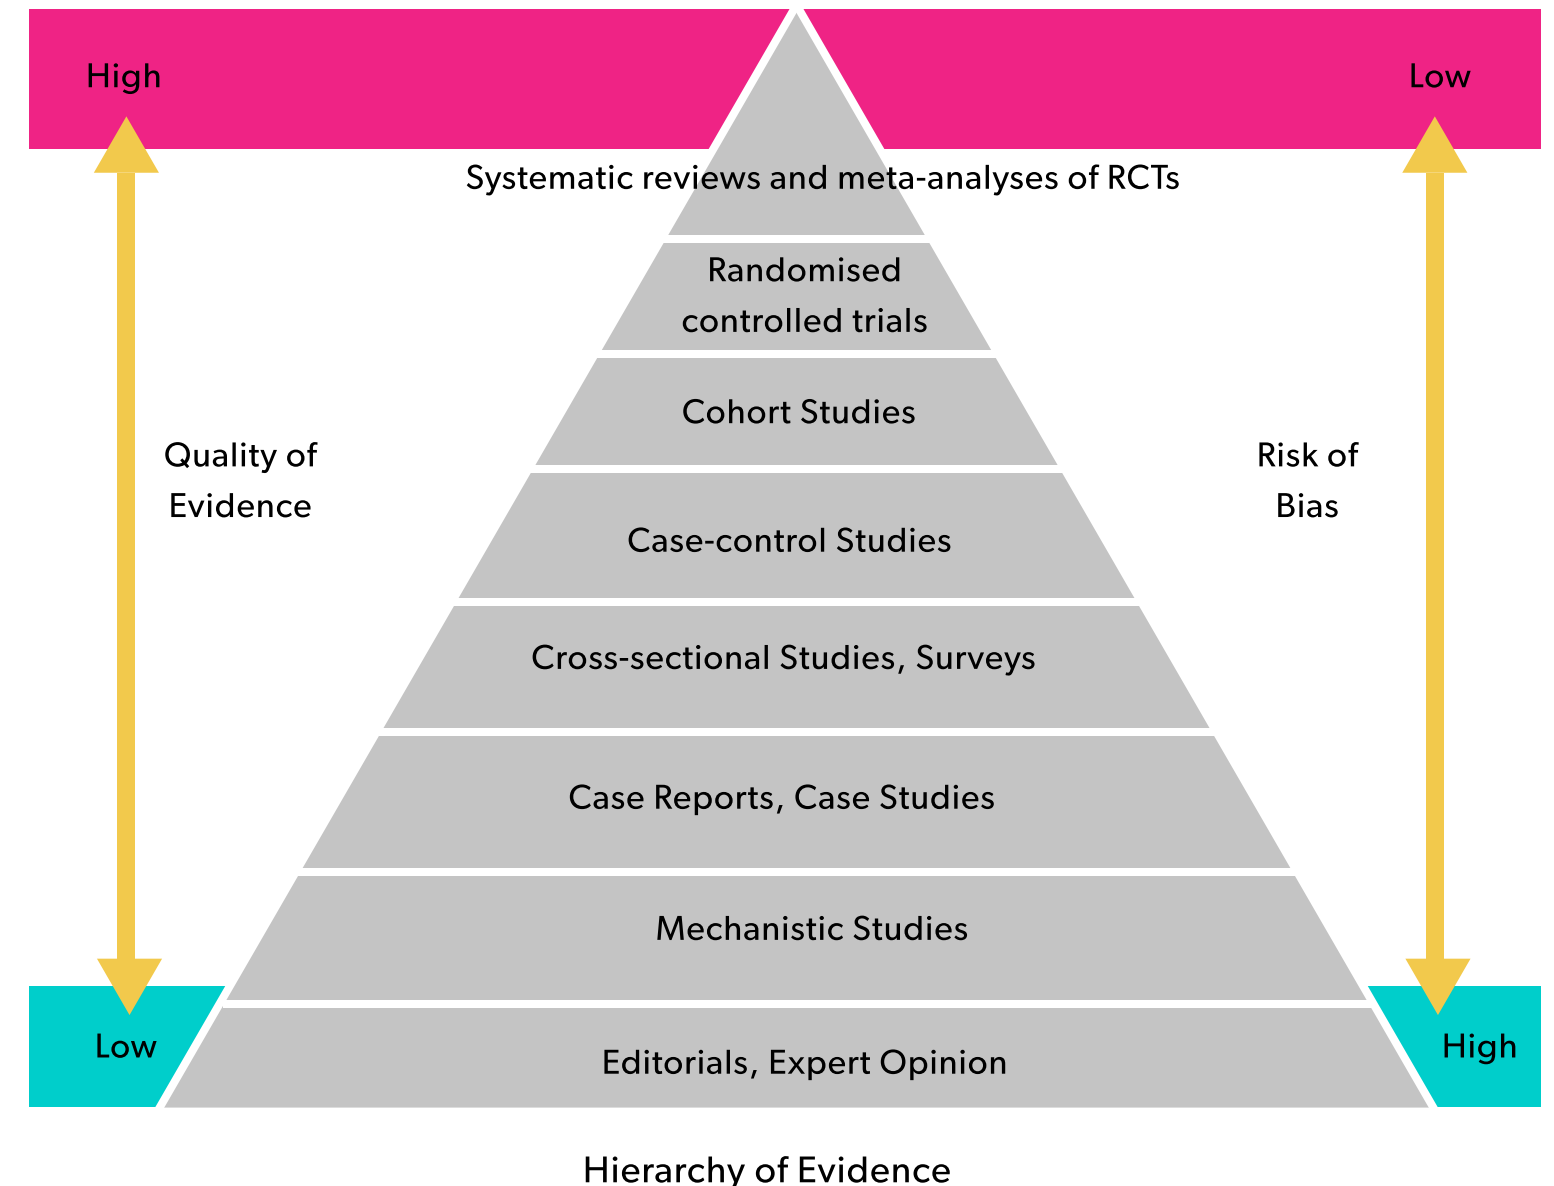 High
Low
Systematic reviews and meta-analyses of RCTs
Randomised
controlled trials
Cohort Studies
Quality of
Evidence
Risk of
Bias
Case-control Studies
Cross-sectional Studies, Surveys
Case Reports, Case Studies
Mechanistic Studies
Low
High
Editorials, Expert Opinion
Hierarchy of Evidence